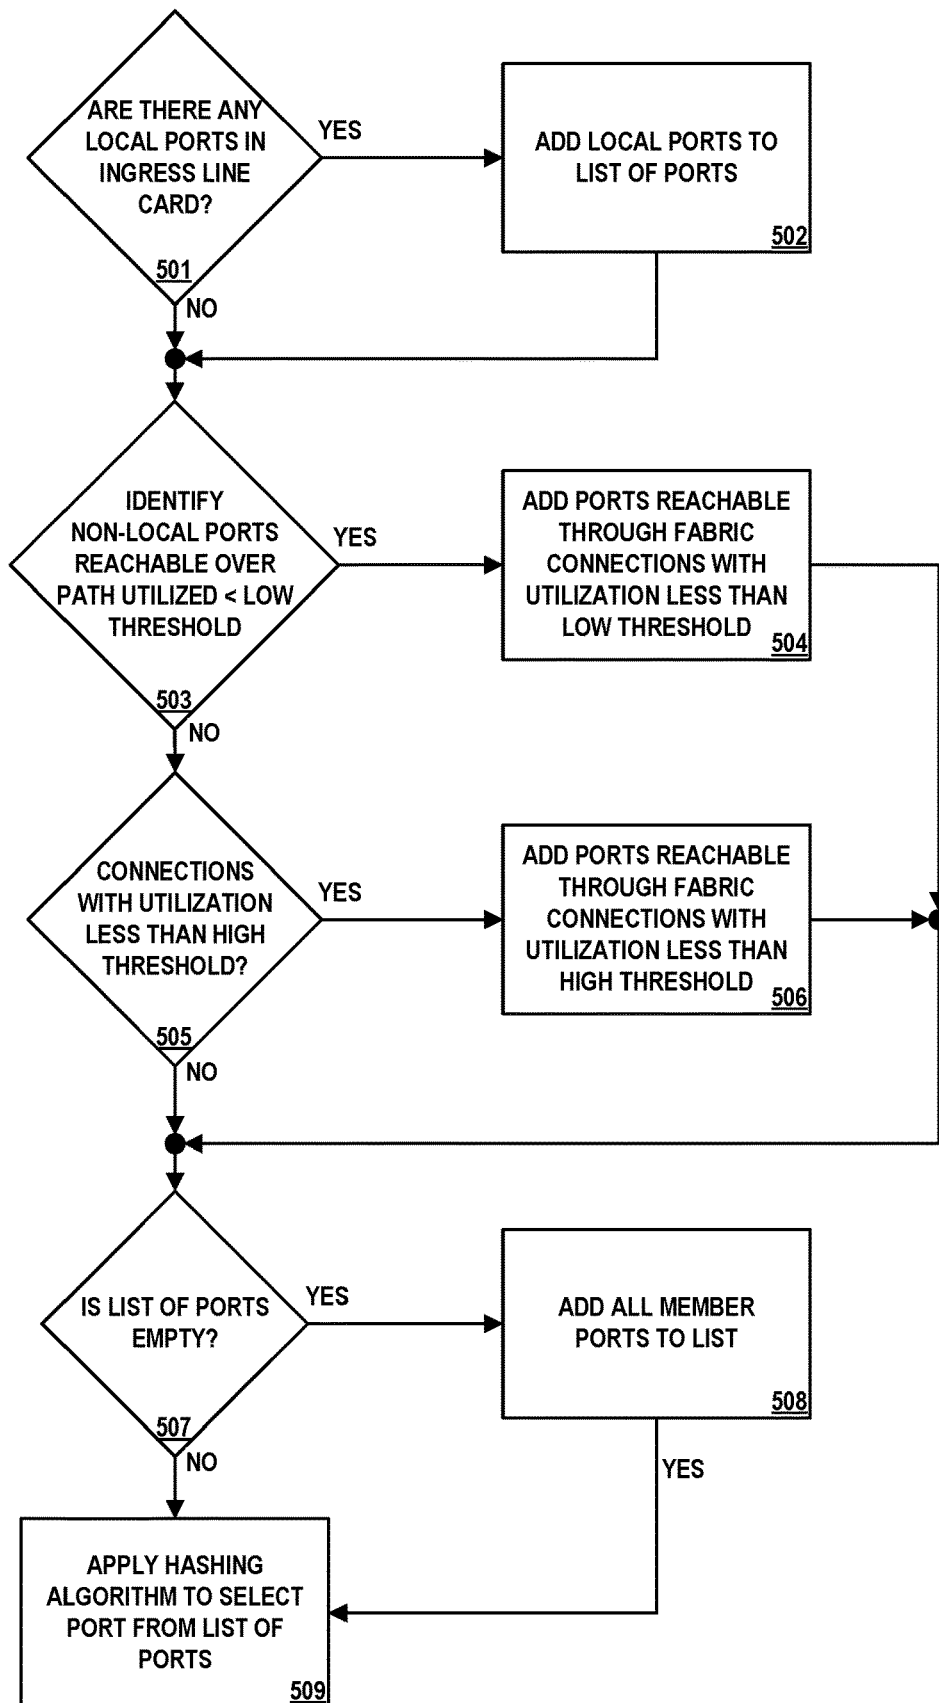 ARE THERE ANY
LOCAL PORTS IN
INGRESS LINE
CARD?
501
YES
NO
ADD LOCAL PORTS TO
LIST OF PORTS
502
IDENTIFY
NON-LOCAL PORTS
REACHABLE OVER
PATH UTILIZED < LOW
THRESHOLD
503
YES
NO
ADD PORTS REACHABLE
THROUGH FABRIC
CONNECTIONS WITH
UTILIZATION LESS THAN
LOW THRESHOLD
504
CONNECTIONS
WITH UTILIZATION
LESS THAN HIGH
THRESHOLD?
505
YES
NO
ADD PORTS REACHABLE
THROUGH FABRIC
CONNECTIONS WITH
UTILIZATION LESS THAN
HIGH THRESHOLD
506
IS LIST OF PORTS
EMPTY?
507
YES
NO
ADD ALL MEMBER
PORTS TO LIST
508
YES
APPLY HASHING
ALGORITHM TO SELECT
PORT FROM LIST OF
PORTS
509